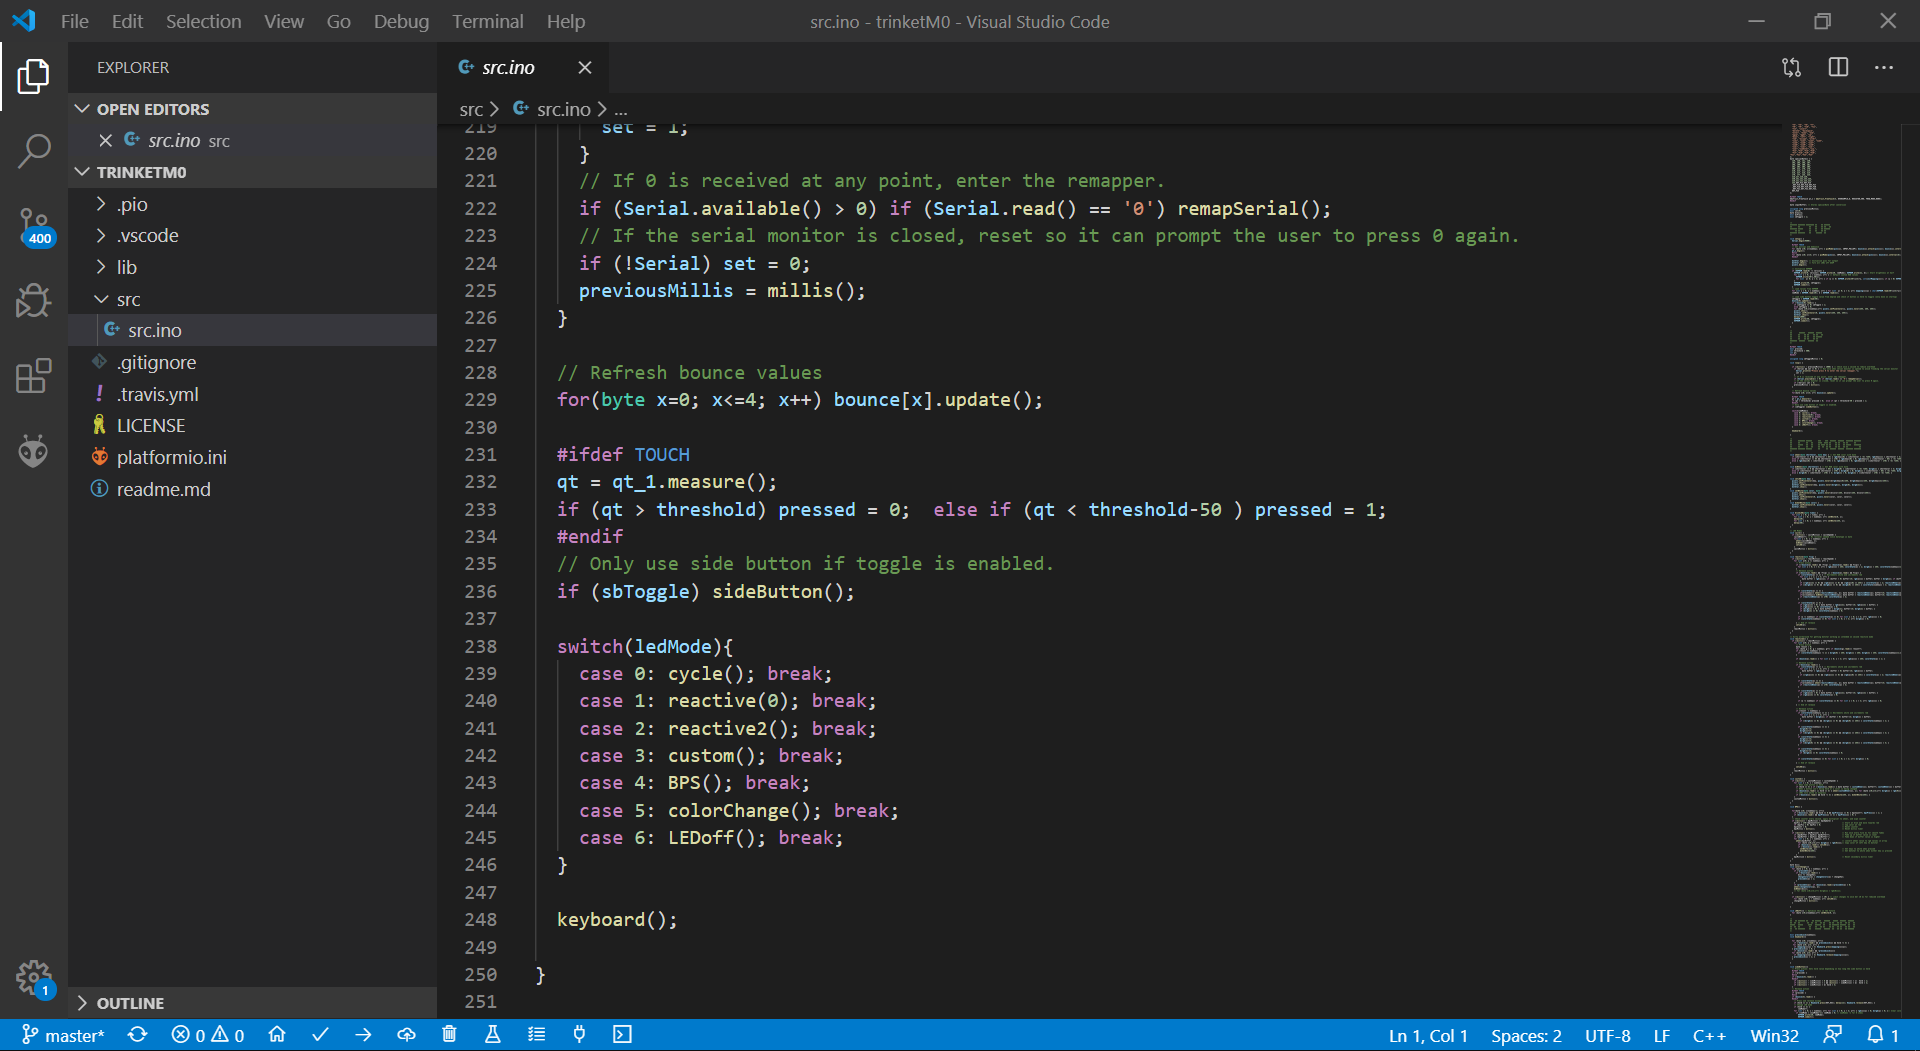 File Edit Selection View Go Debug Terminal Help
src.ino - trinketM0 - Visual Studio Code
EXPLORER
OPEN EDITORS
src.ino src
TRINKETM0
.pio
.vscode
lib
src
src.ino
.gitignore
.travis.yml
LICENSE
platformio.ini
readme.md
OUTLINE
400
1
src.ino
src > src.ino > ...
219 set = 1;
220 }
221 // If 0 is received at any point, enter the remapper.
222 if (Serial.available() > 0) if (Serial.read() == '0') remapSerial();
223 // If the serial monitor is closed, reset so it can prompt the user to press 0 again.
224 if (!Serial) set = 0;
225 previousMillis = millis();
226 }
227
228 // Refresh bounce values
229 for(byte x=0; x<=4; x++) bounce[x].update();
230
231 #ifdef TOUCH
232 qt = qt_1.measure();
233 if (qt > threshold) pressed = 0;  else if (qt < threshold-50 ) pressed = 1;
234 #endif
235 // Only use side button if toggle is enabled.
236 if (sbToggle) sideButton();
237
238 switch(ledMode){
239 case 0: cycle(); break;
240 case 1: reactive(0); break;
241 case 2: reactive2(); break;
242 case 3: custom(); break;
243 case 4: BPS(); break;
244 case 5: colorChange(); break;
245 case 6: LEDoff(); break;
246 }
247
248 keyboard();
249
250 }
251
SETUP
LOOP
LED MODES
KEYBOARD
master* 0 0
Ln 1, Col 1 Spaces: 2 UTF-8 LF C++ Win32 1